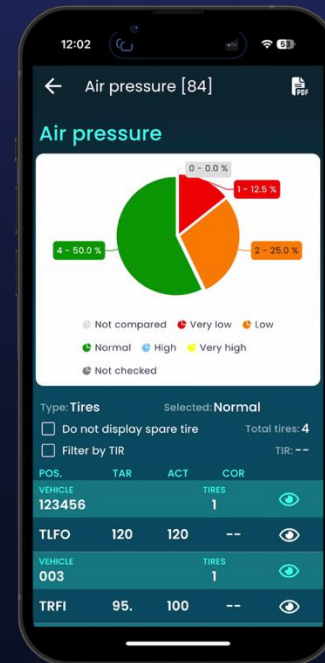 12:02
Air pressure [84]
PDF
Air pressure
0 - 0.0 %
1 - 12.5 %
4 - 50.0 %
2 - 25.0 %
Not compared Very low Low
Normal High Very high
Not checked
Type: Tires Selected: Normal
Do not display spare tire Total tires: 4
Filter by TIR TIR: --
POS. TAR ACT COR
VEHICLE TIRES
123456 1
TLFO 120 120 --
VEHICLE TIRES
003 1
TRFI 95. 100 --